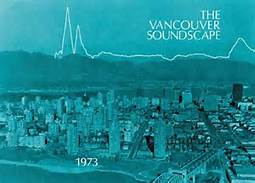 THE
VANCOUVER
SOUNDSCAPE
1973